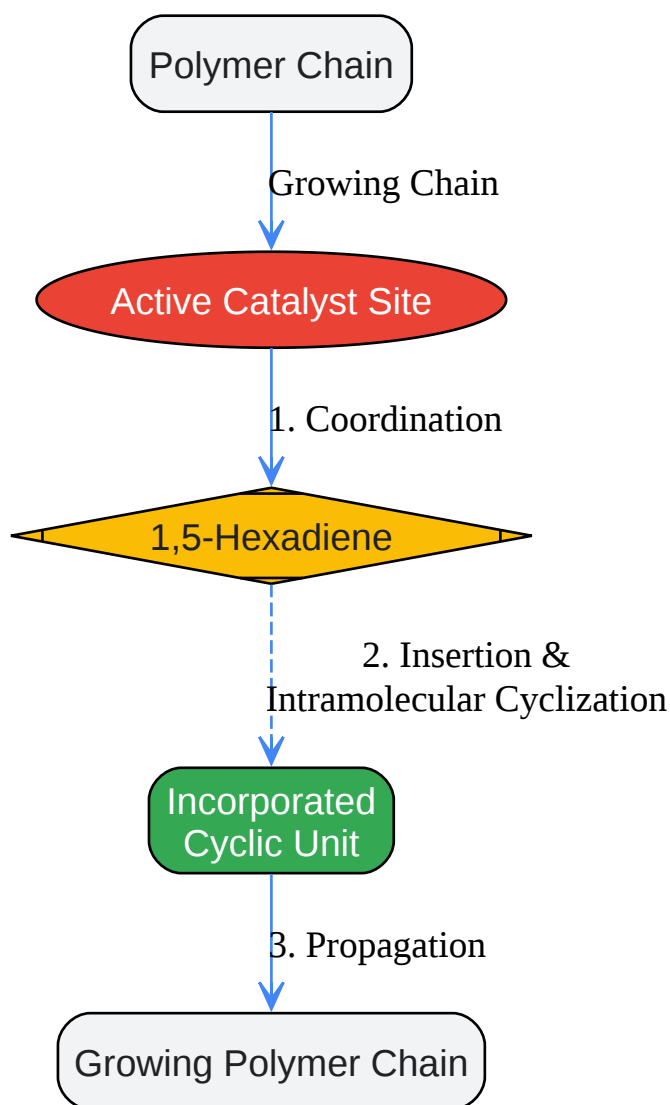 Polymer Chain
Growing Chain
Active Catalyst Site
1. Coordination
1,5-Hexadiene
2. Insertion &
Intramolecular Cyclization
Incorporated
Cyclic Unit
3. Propagation
Growing Polymer Chain